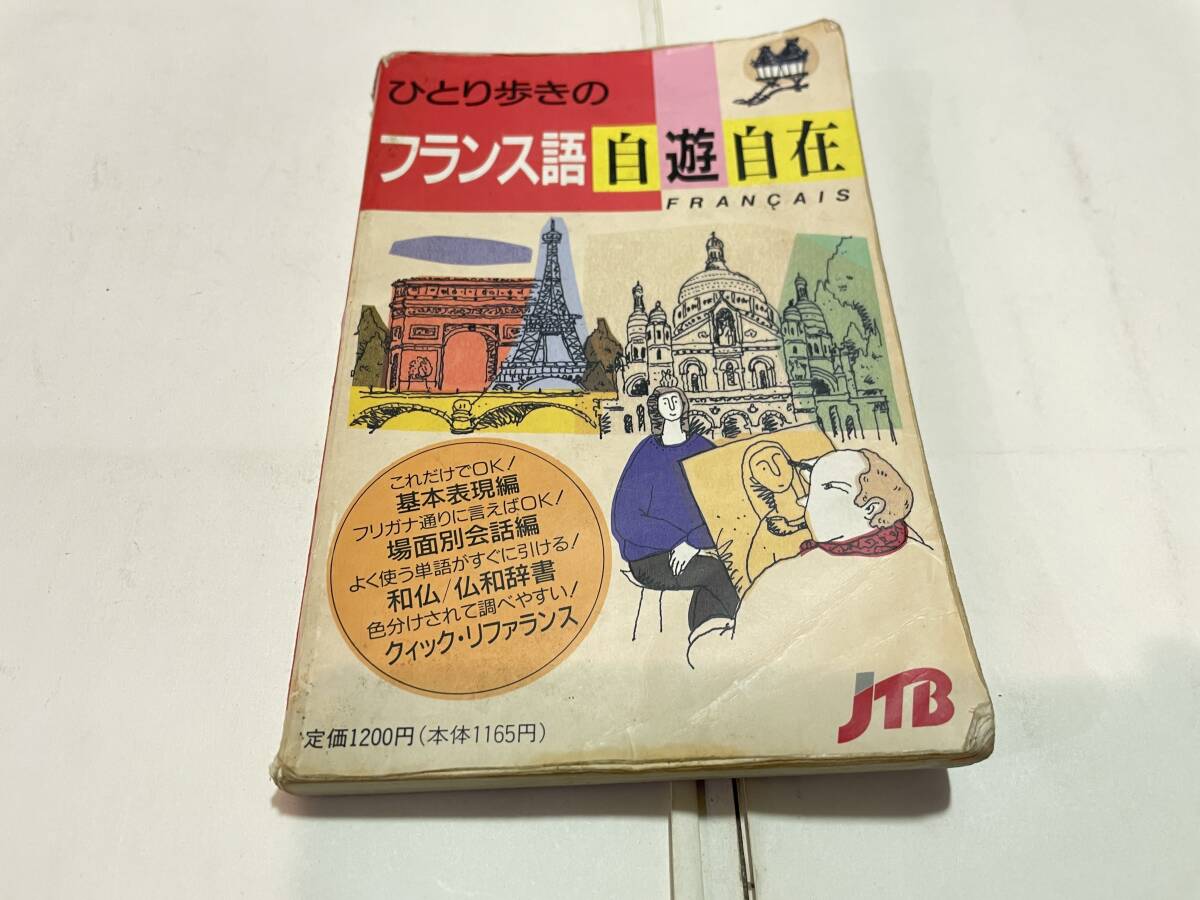 ひとり歩きの
フランス語自遊自在
FRANÇAIS
これだけでOK!
基本表現編
フリガナ通りに言えばOK!
場面別会話編
よく使う単語がすぐに引ける!
和仏/仏和辞書
色分けされて調べやすい!
クイック・リファランス
定価1200円(本体1165円)
JTB